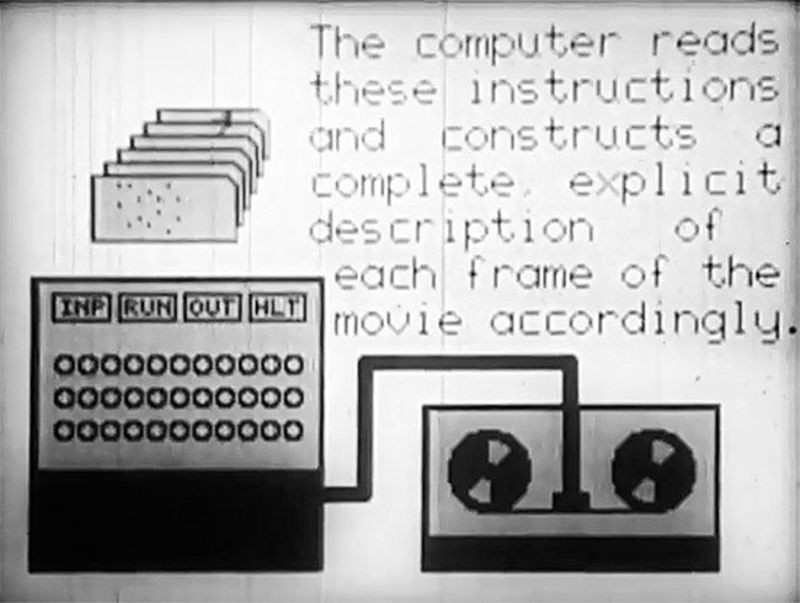 The computer reads
these instructions
and constructs a
complete, explicit
description of
each frame of the
movie accordingly.
INP RUN OUT HLT